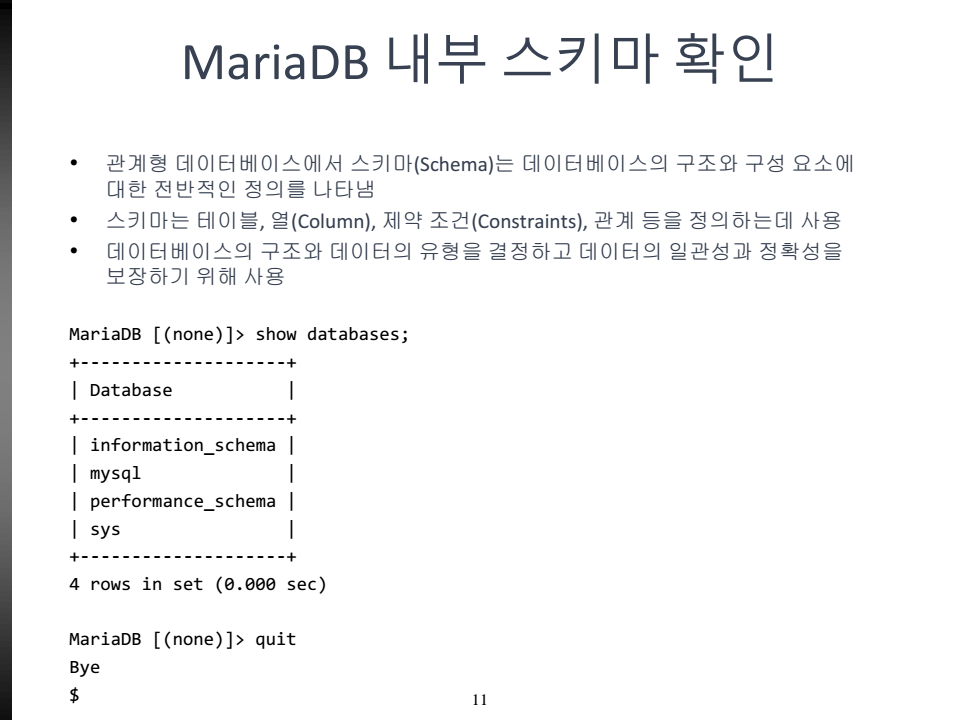 MariaDB 내부 스키마 확인
• 관계형 데이터베이스에서 스키마(Schema)는 데이터베이스의 구조와 구성 요소에
대한 전반적인 정의를 나타냄
• 스키마는 테이블, 열(Column), 제약 조건(Constraints), 관계 등을 정의하는데 사용
• 데이터베이스의 구조와 데이터의 유형을 결정하고 데이터의 일관성과 정확성을
보장하기 위해 사용
MariaDB [(none)]> show databases;
+--------------------+
| Database           |
+--------------------+
| information_schema |
| mysql              |
| performance_schema |
| sys                |
+--------------------+
4 rows in set (0.000 sec)
MariaDB [(none)]> quit
Bye
$
11